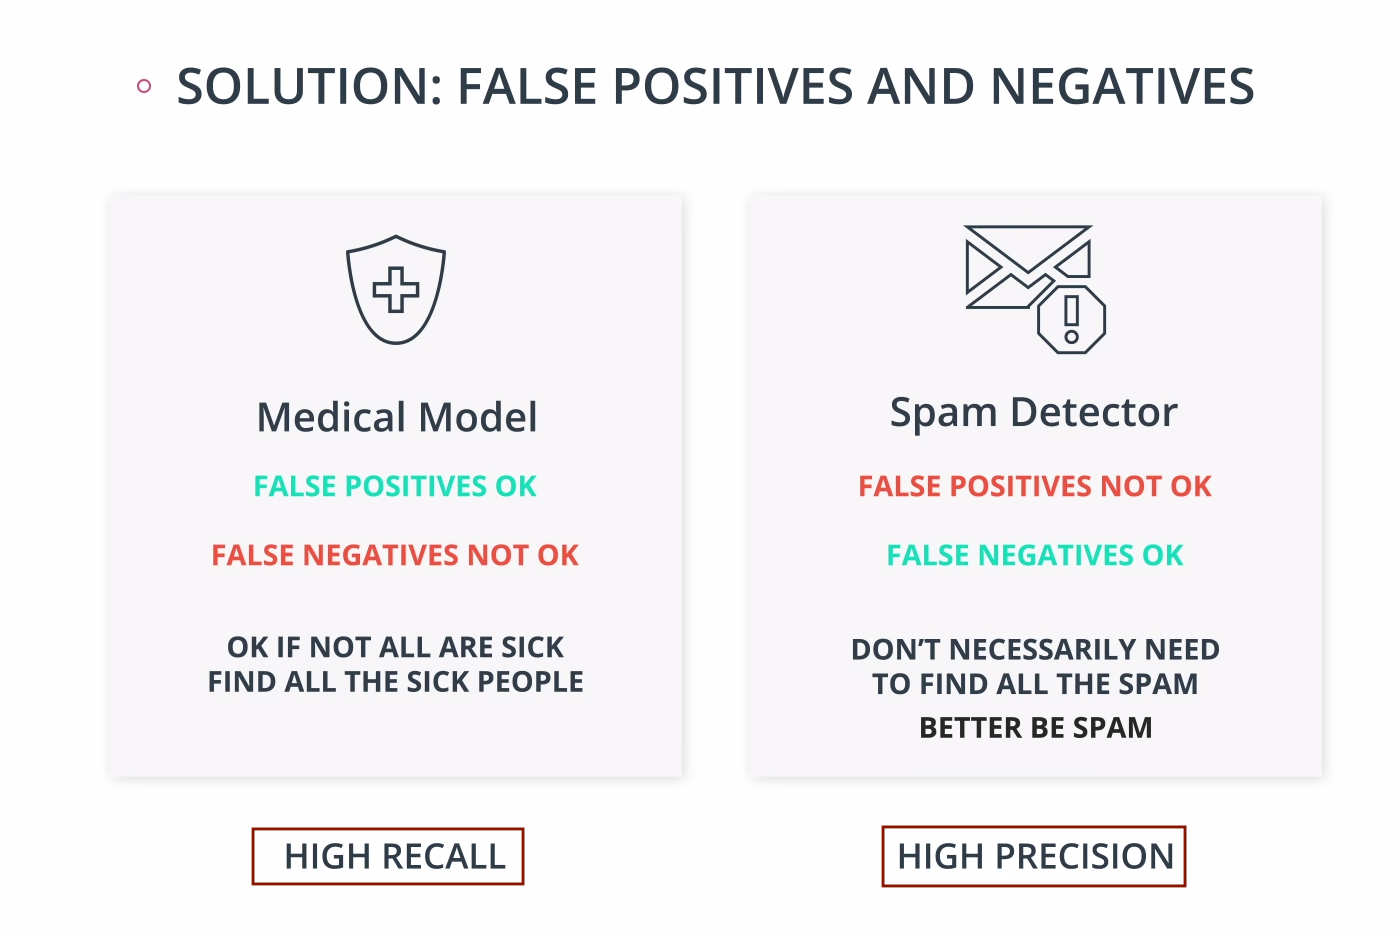 SOLUTION: FALSE POSITIVES AND NEGATIVES
Medical Model
FALSE POSITIVES OK
FALSE NEGATIVES NOT OK
OK IF NOT ALL ARE SICK
FIND ALL THE SICK PEOPLE
HIGH RECALL
Spam Detector
FALSE POSITIVES NOT OK
FALSE NEGATIVES OK
DON’T NECESSARILY NEED
TO FIND ALL THE SPAM
BETTER BE SPAM
HIGH PRECISION